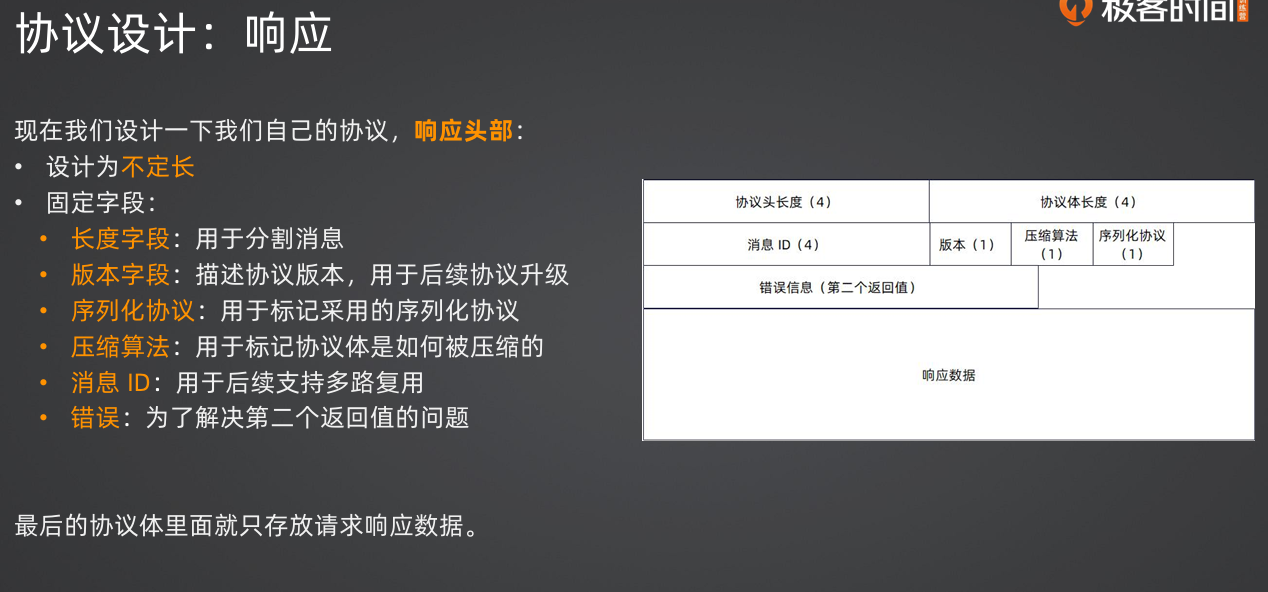 协议设计：响应
极客时间
训练营
现在我们设计一下我们自己的协议，响应头部：
• 设计为不定长
• 固定字段：
• 长度字段：用于分割消息
• 版本字段：描述协议版本，用于后续协议升级
• 序列化协议：用于标记采用的序列化协议
• 压缩算法：用于标记协议体是如何被压缩的
• 消息 ID：用于后续支持多路复用
• 错误：为了解决第二个返回值的问题
最后的协议体里面就只存放请求响应数据。
协议头长度（4）
协议体长度（4）
消息 ID（4）
版本（1）
压缩算法
（1）
序列化协议
（1）
错误信息（第二个返回值）
响应数据